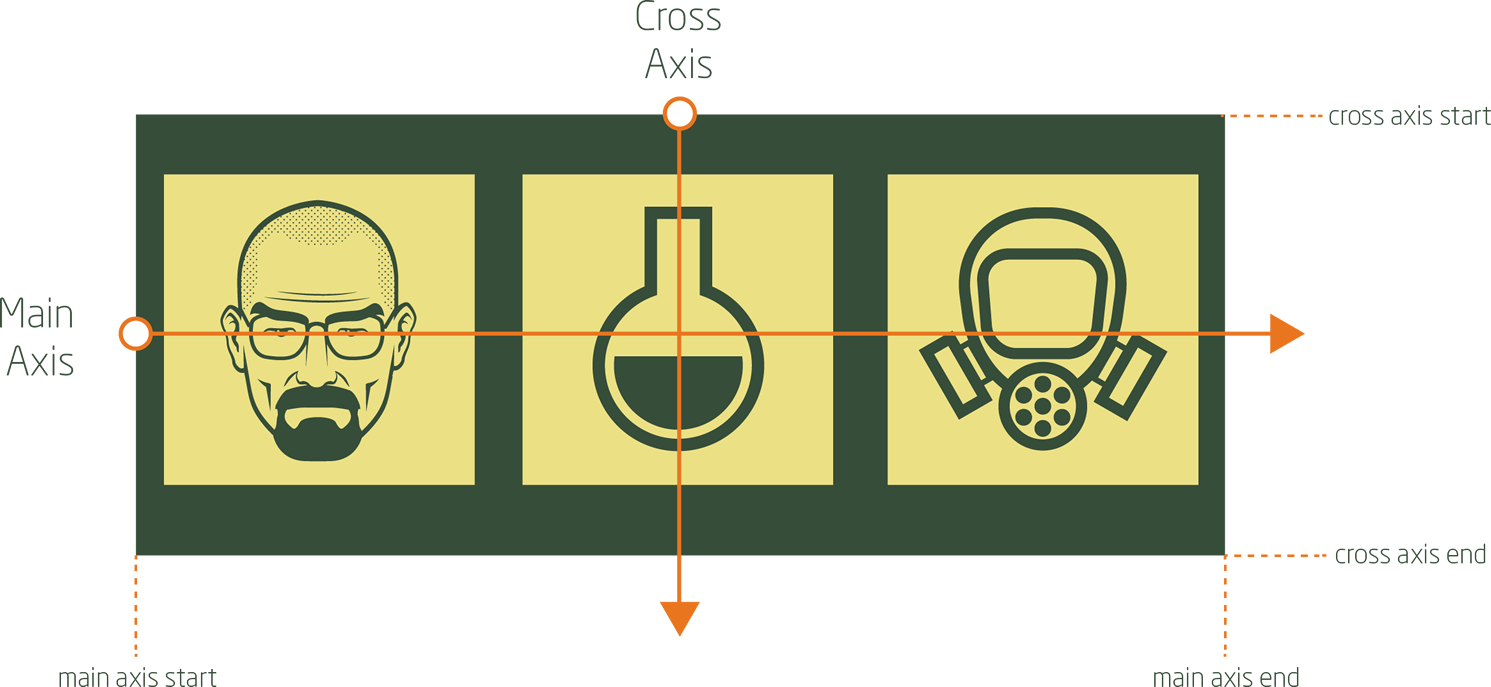 Cross
Axis
cross axis start
Main
Axis
cross axis end
main axis start
main axis end